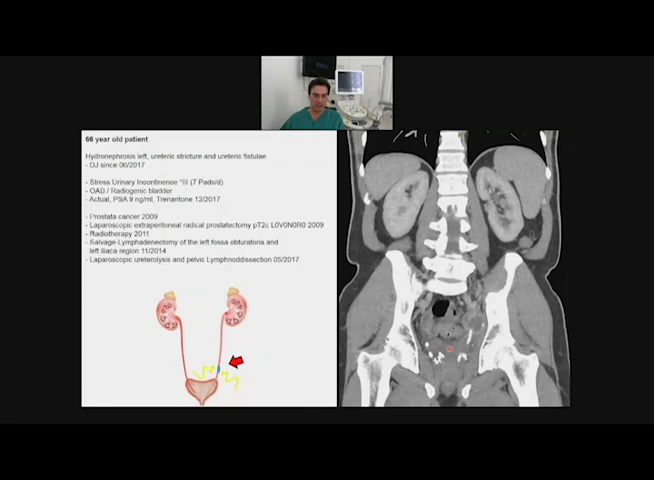 66 year old patient
Hydronephrosis left, ureteric stricture and ureteric fistulae
- DJ since 06/2017
- Stress Urinary Incontinence °III (7 Pads/d)
- OAD / Radiogenic bladder
- Actual, PSA 9 ng/ml, Trenantone 12/2017
- Prostata cancer 2009
- Laparoscopic extraperitoneal radical prostatectomy pT2c L0V0N0R0 2009
- Radiotherapy 2011
- Salvage-Lymphadenectomy of the left fossa obturatoria and
left iliaca region 11/2014
- Laparoscopic ureterolysis and pelvic Lymphnoddissection 05/2017